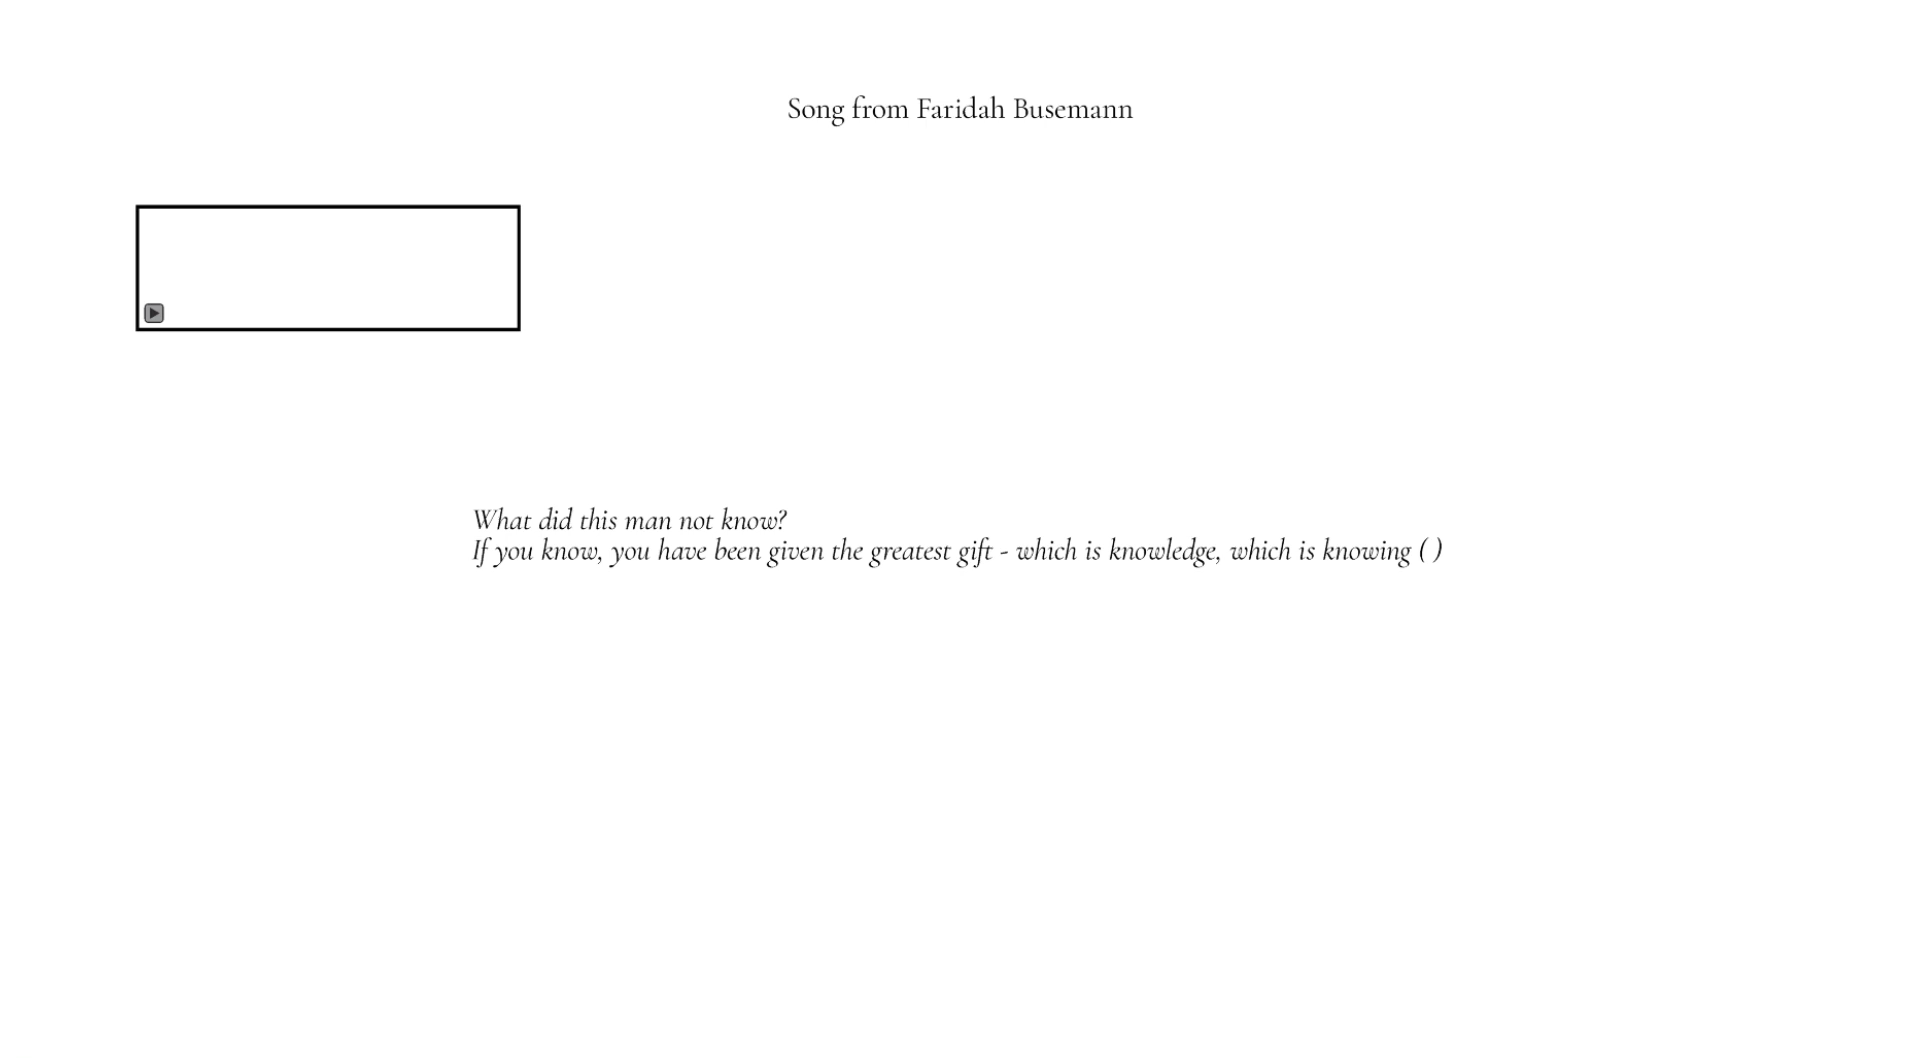 Song from Faridah Busemann
What did this man not know?
If you know, you have been given the greatest gift - which is knowledge, which is knowing ( )